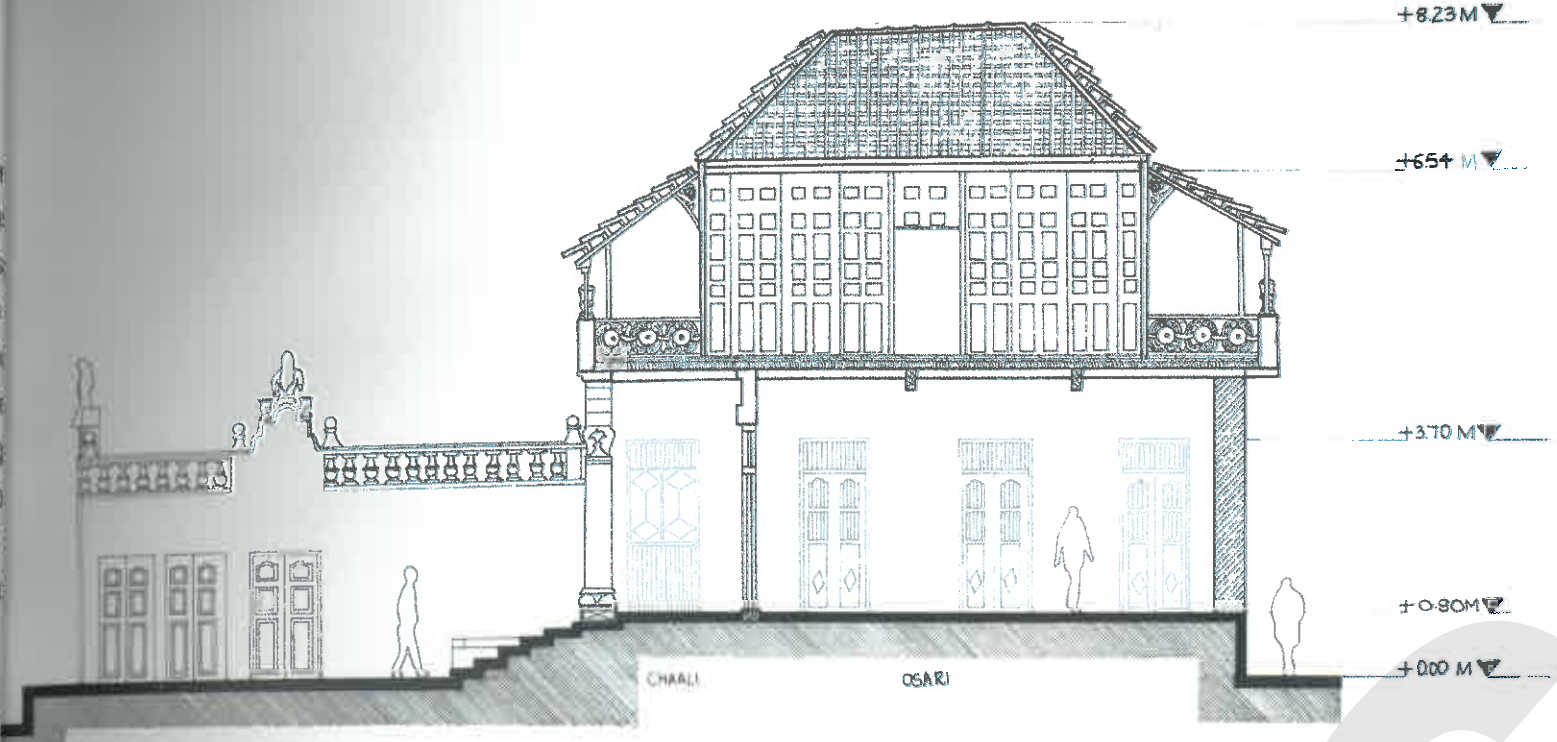 +8.23 M
+6.54 M
+3.70 M
+0.80M
+0.00 M
CHAALI
OSARI